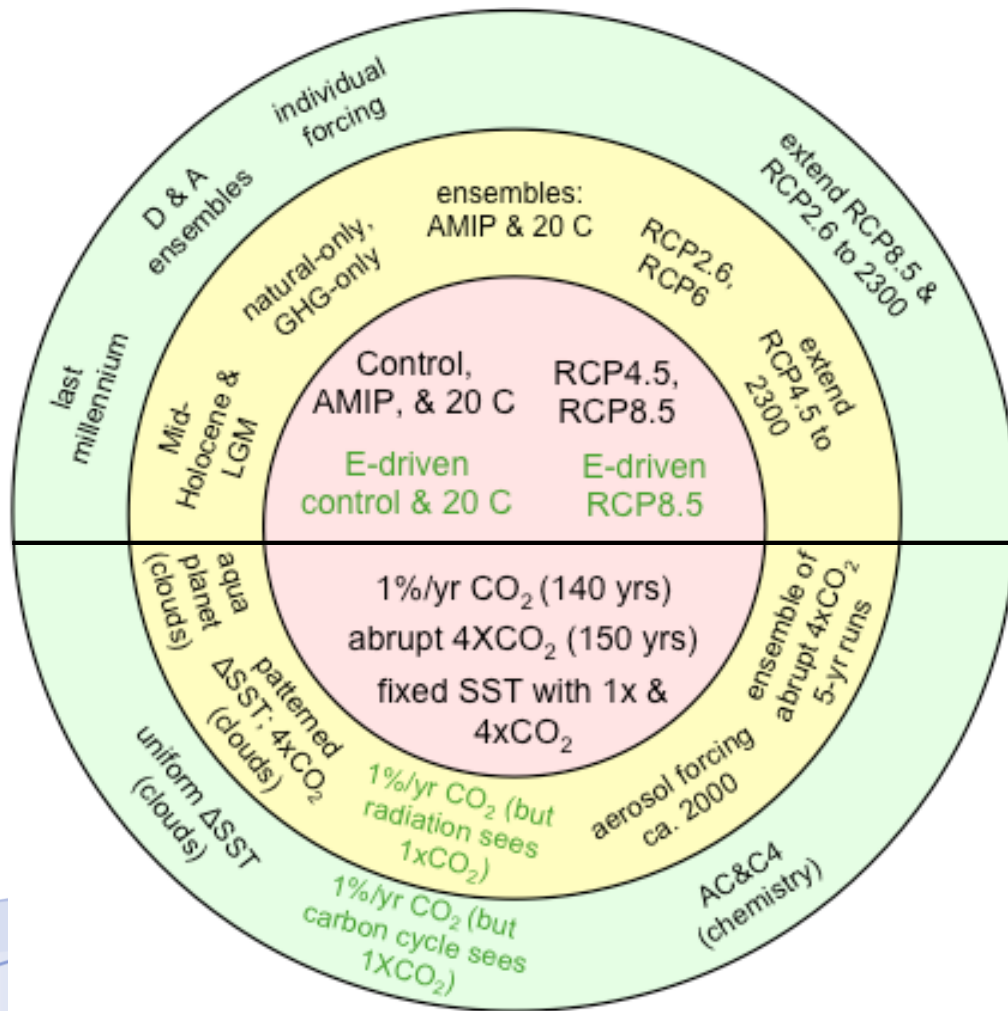 individual
forcing
D & A
ensembles
last
millennium
extend RCP8.5 &
RCP2.6 to 2300
ensembles:
AMIP & 20 C
natural-only,
GHG-only
RCP2.6,
RCP6
Mid-
Holocene &
LGM
extend
RCP4.5 to
2300
Control,
AMIP, & 20 C
RCP4.5,
RCP8.5
E-driven
control & 20 C
E-driven
RCP8.5
1%/yr CO₂ (140 yrs)
abrupt 4XCO₂ (150 yrs)
fixed SST with 1x &
4xCO₂
aqua
planet
(clouds)
patterned
ΔSST; 4xCO₂
(clouds)
1%/yr CO₂ (but
radiation sees
1xCO₂)
aerosol forcing
ca. 2000
ensemble of
abrupt 4xCO₂
5-yr runs
uniform ΔSST
(clouds)
1%/yr CO₂ (but
carbon cycle sees
1XCO₂)
AC&C4
(chemistry)